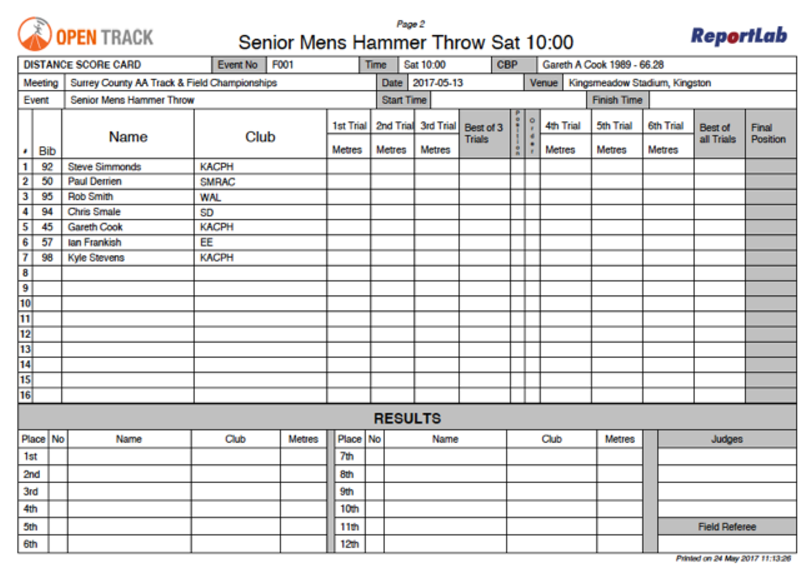 Page 2
OPEN TRACK
Senior Mens Hammer Throw Sat 10:00
ReportLab
DISTANCE SCORE CARD Event No F001 Time Sat 10:00 CBP Gareth A Cook 1989 - 66.28
Meeting Surrey County AA Track & Field Championships Date 2017-05-13 Venue Kingsmeadow Stadium, Kingston
Event Senior Mens Hammer Throw Start Time Finish Time
# Bib Name Club 1st Trial Metres 2nd Trial Metres 3rd Trial Metres Best of 3 Trials Position Order 4th Trial Metres 5th Trial Metres 6th Trial Metres Best of all Trials Final Position
1 92 Steve Simmonds KACPH
2 50 Paul Derrien SMRAC
3 95 Rob Smith WAL
4 94 Chris Smale SD
5 45 Gareth Cook KACPH
6 57 Ian Frankish EE
7 98 Kyle Stevens KACPH
8
9
10
11
12
13
14
15
16
RESULTS
Place No Name Club Metres Place No Name Club Metres Judges
1st 7th
2nd 8th
3rd 9th
4th 10th
5th 11th Field Referee
6th 12th
Printed on 24 May 2017 11:13:26